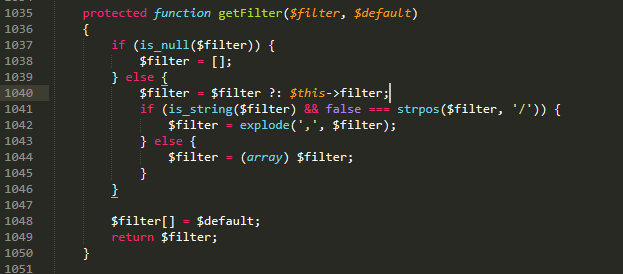 1035 protected function getFilter($filter, $default)
1036 {
1037 if (is_null($filter)) {
1038 $filter = [];
1039 } else {
1040 $filter = $filter ?: $this->filter;
1041 if (is_string($filter) && false === strpos($filter, '/')) {
1042 $filter = explode(',', $filter);
1043 } else {
1044 $filter = (array) $filter;
1045 }
1046 }
1047
1048 $filter[] = $default;
1049 return $filter;
1050 }
1051